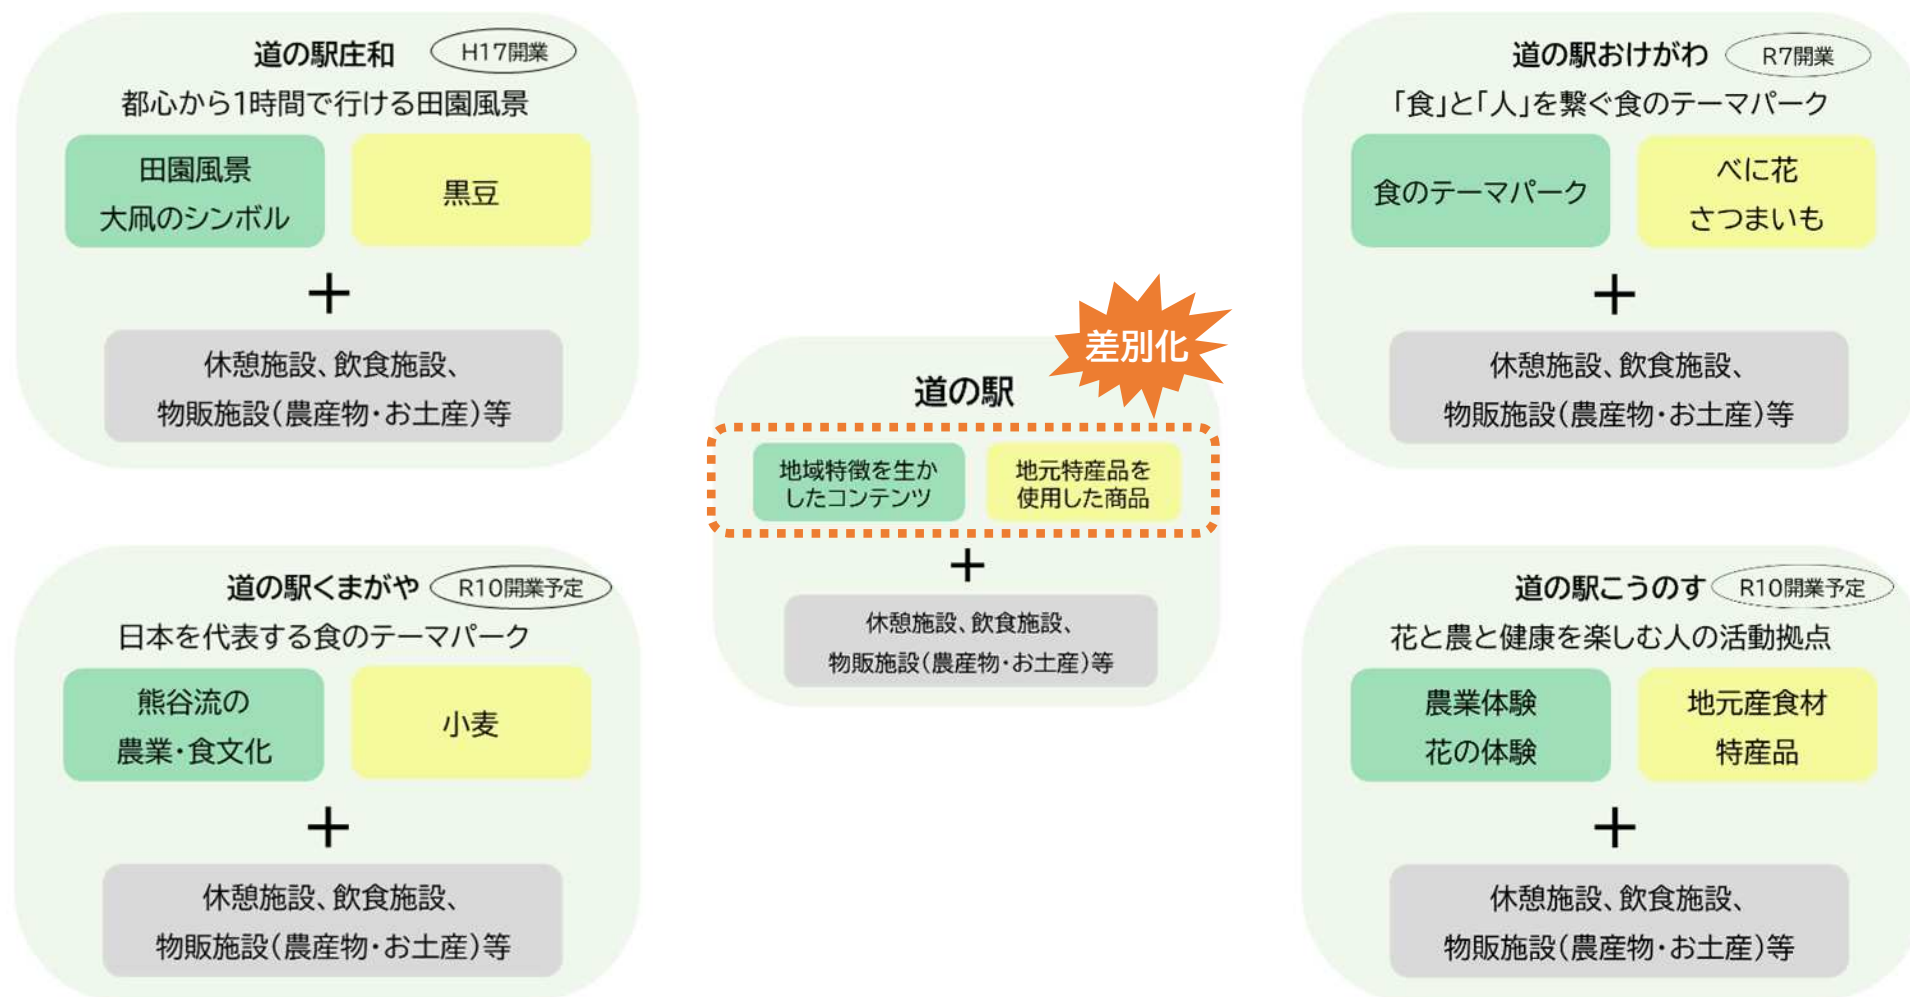 道の駅庄和
H17開業
都心から1時間で行ける田園風景
田園風景
大凧のシンボル
黒豆
+
休憩施設、飲食施設、
物販施設(農産物・お土産)等
道の駅おけがわ
R7開業
「食」と「人」を繋ぐ食のテーマパーク
食のテーマパーク
べに花
さつまいも
+
休憩施設、飲食施設、
物販施設(農産物・お土産)等
差別化
道の駅
地域特徴を生か
したコンテンツ
地元特産品を
使用した商品
+
休憩施設、飲食施設、
物販施設(農産物・お土産)等
道の駅くまがや
R10開業予定
日本を代表する食のテーマパーク
熊谷流の
農業・食文化
小麦
+
休憩施設、飲食施設、
物販施設(農産物・お土産)等
道の駅こうのす
R10開業予定
花と農と健康を楽しむ人の活動拠点
農業体験
花の体験
地元産食材
特産品
+
休憩施設、飲食施設、
物販施設(農産物・お土産)等